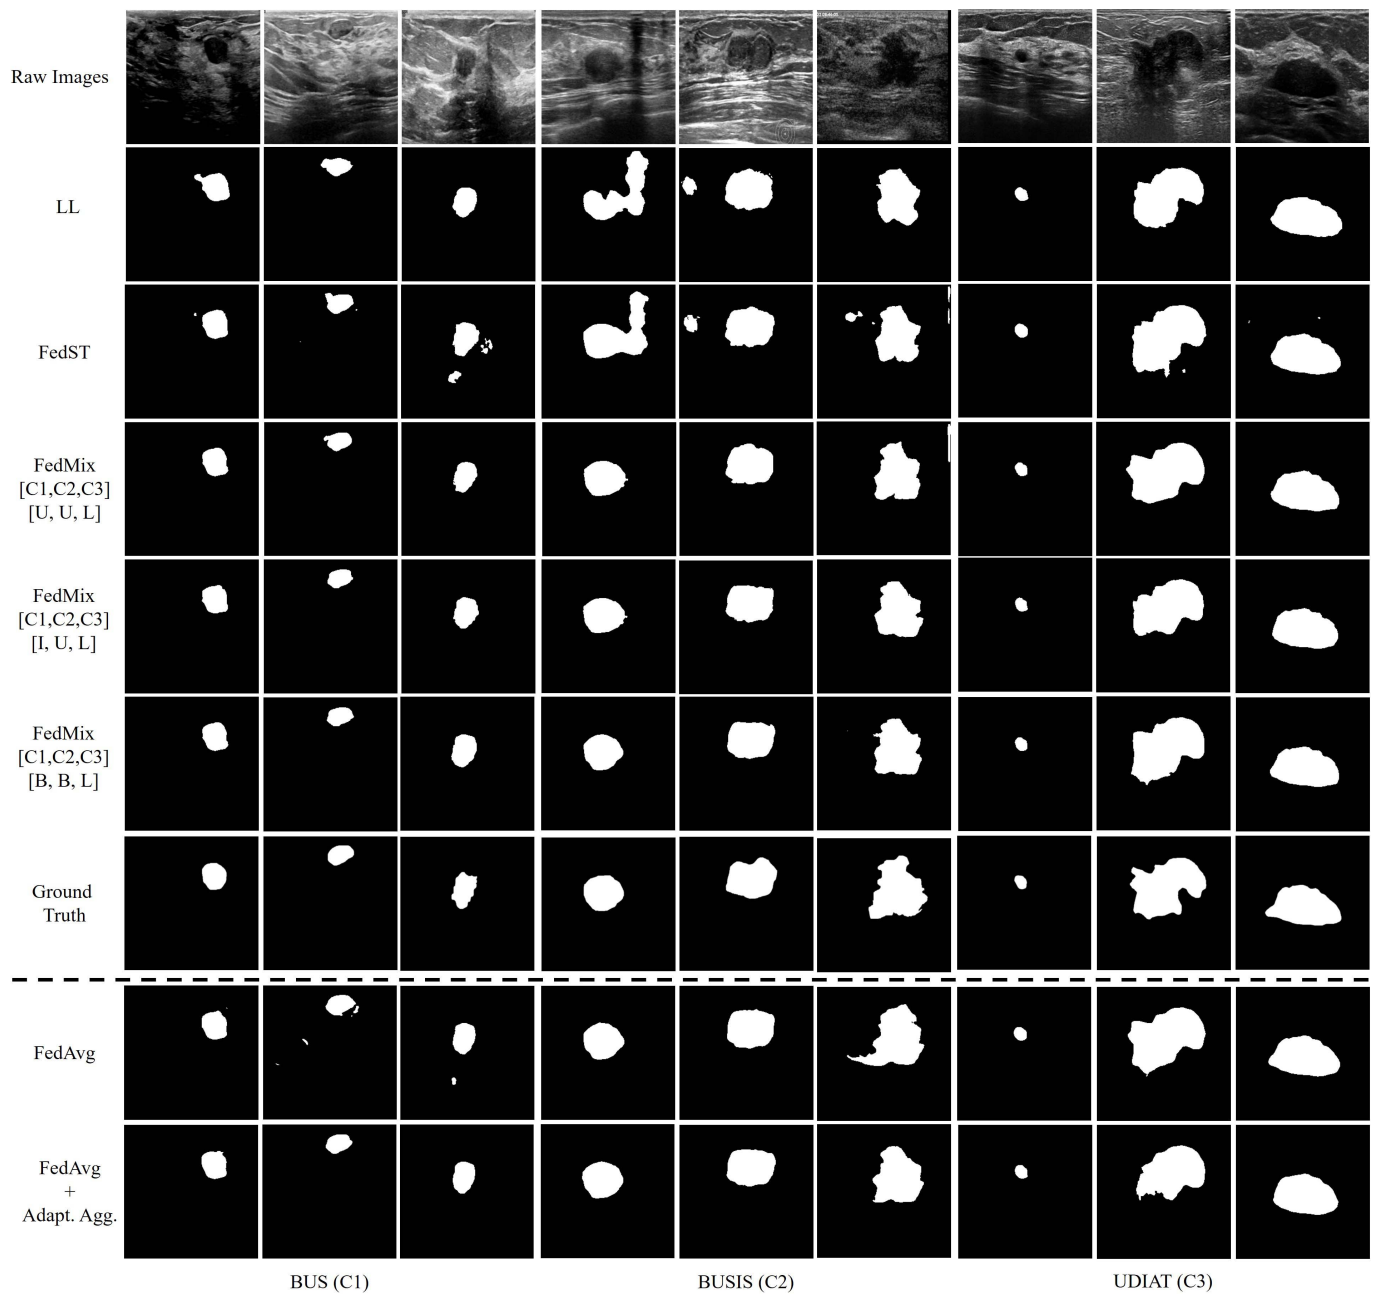 Raw Images
LL
FedST
FedMix
[C1,C2,C3]
[U, U, L]
FedMix
[C1,C2,C3]
[I, U, L]
FedMix
[C1,C2,C3]
[B, B, L]
Ground
Truth
FedAvg
FedAvg
+
Adapt. Agg.
BUS (C1)
BUSIS (C2)
UDIAT (C3)